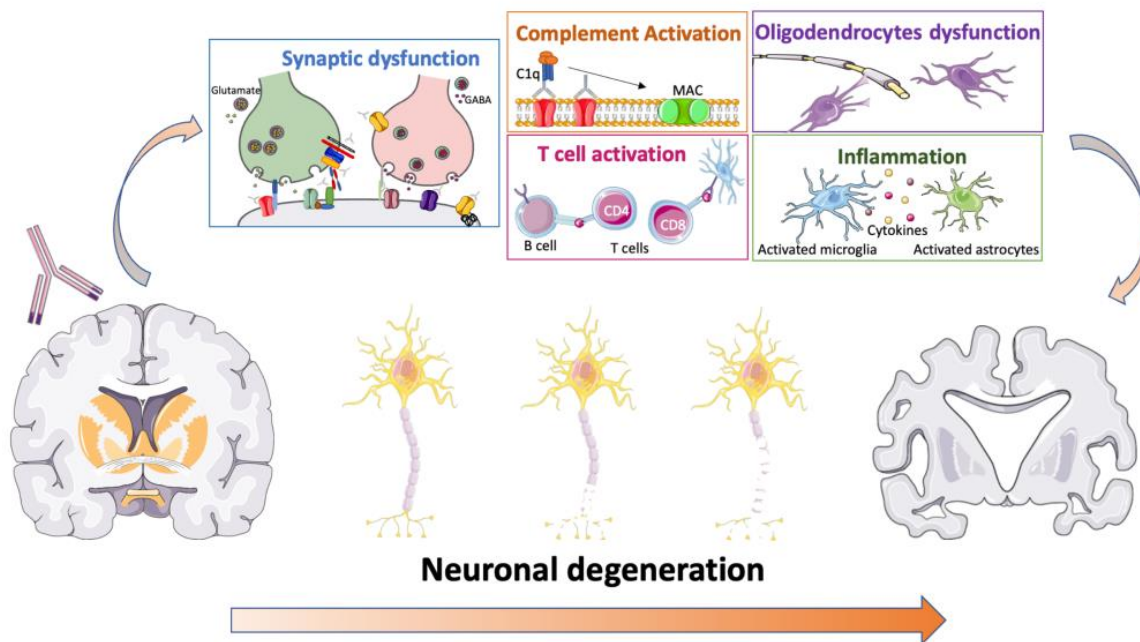 Synaptic dysfunction
Glutamate
GABA
Complement Activation
C1q
MAC
Oligodendrocytes dysfunction
T cell activation
CD4
CD8
B cell
T cells
Inflammation
Cytokines
Activated microglia
Activated astrocytes
Neuronal degeneration